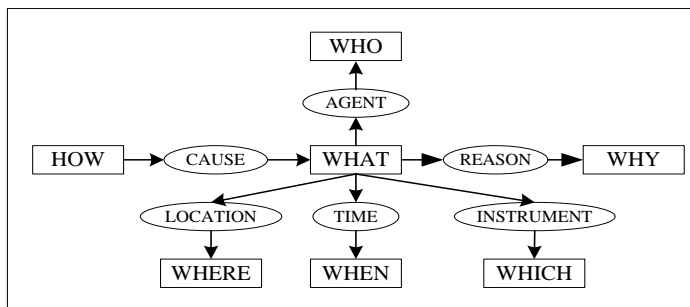 WHO
AGENT
HOW CAUSE WHAT REASON WHY
LOCATION TIME INSTRUMENT
WHERE WHEN WHICH